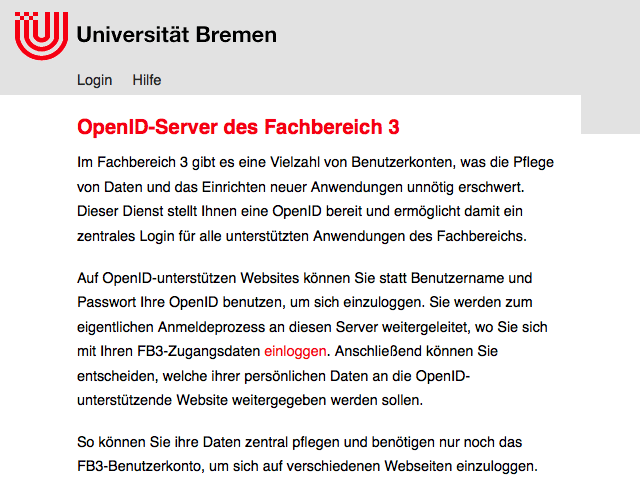 Universität Bremen
Login Hilfe
OpenID-Server des Fachbereich 3
Im Fachbereich 3 gibt es eine Vielzahl von Benutzerkonten, was die Pflege
von Daten und das Einrichten neuer Anwendungen unnötig erschwert.
Dieser Dienst stellt Ihnen eine OpenID bereit und ermöglicht damit ein
zentrales Login für alle unterstützten Anwendungen des Fachbereichs.
Auf OpenID-unterstützen Websites können Sie statt Benutzername und
Passwort Ihre OpenID benutzen, um sich einzuloggen. Sie werden zum
eigentlichen Anmeldeprozess an diesen Server weitergeleitet, wo Sie sich
mit Ihren FB3-Zugangsdaten einloggen. Anschließend können Sie
entscheiden, welche ihrer persönlichen Daten an die OpenID-
unterstützende Website weitergegeben werden sollen.
So können Sie ihre Daten zentral pflegen und benötigen nur noch das
FB3-Benutzerkonto, um sich auf verschiedenen Webseiten einzuloggen.